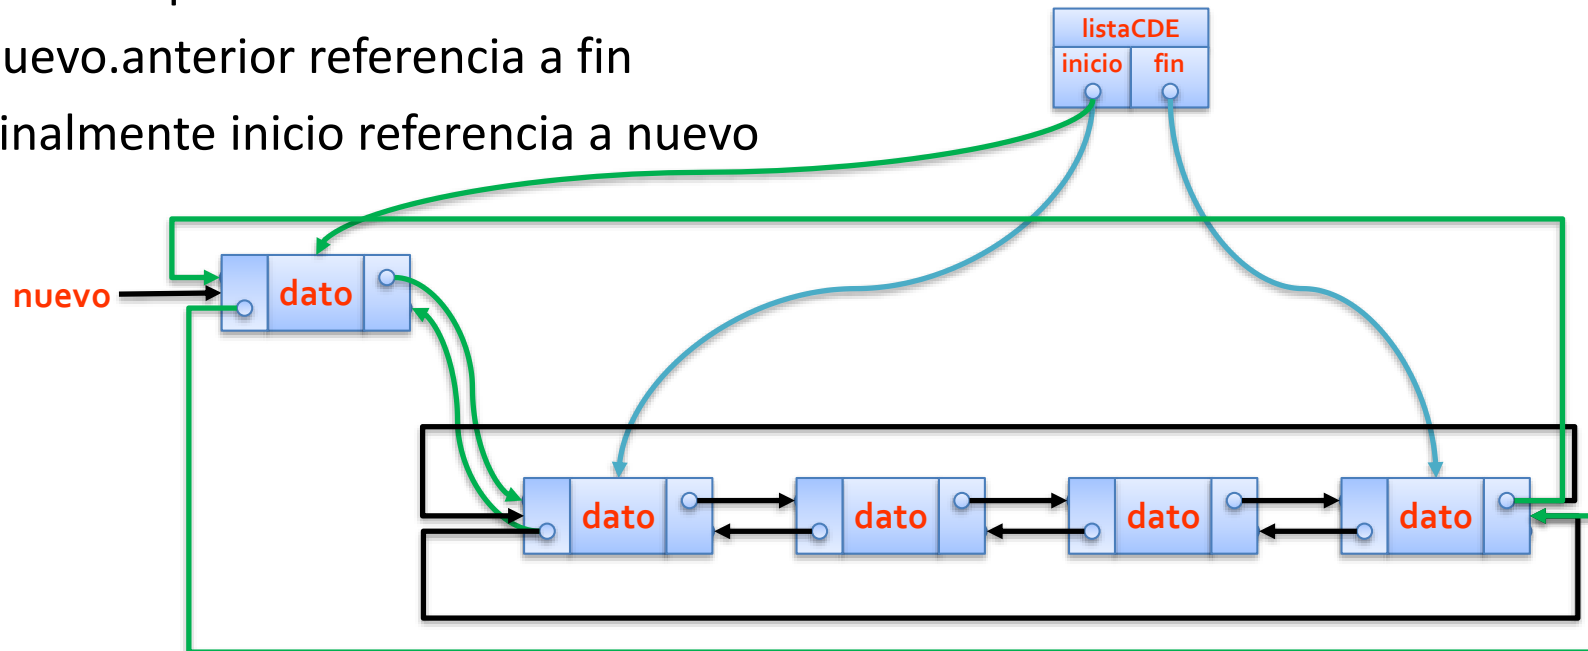 uevo.anterior referencia a fin
inalmente inicio referencia a nuevo
listaCDE
inicio fin
nuevo
dato
dato dato dato dato